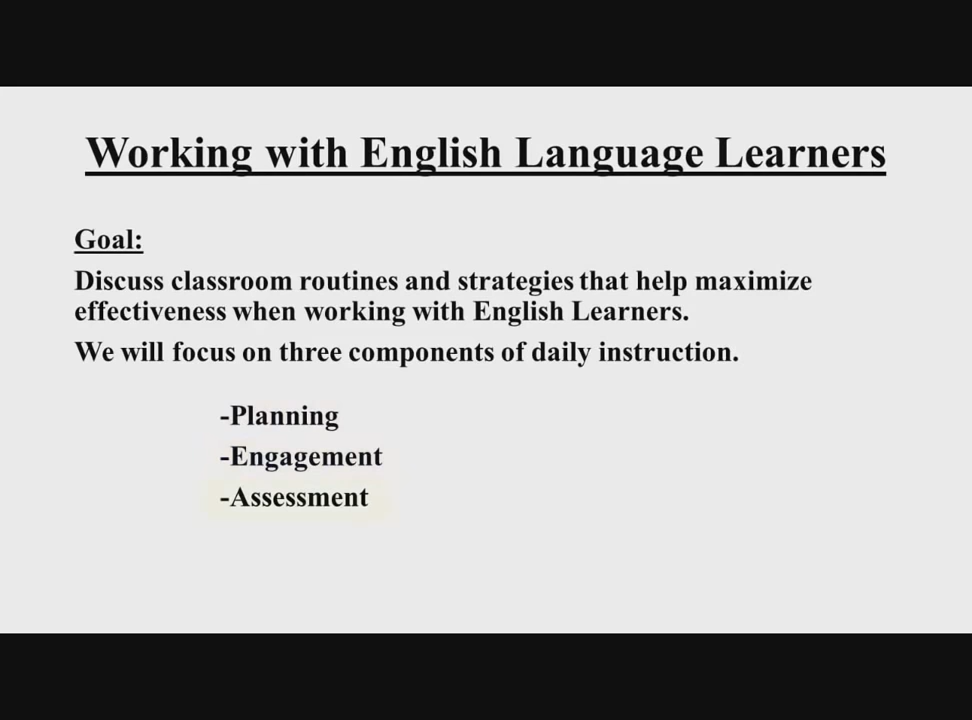 Working with English Language Learners
Goal:
Discuss classroom routines and strategies that help maximize
effectiveness when working with English Learners.
We will focus on three components of daily instruction.
-Planning
-Engagement
-Assessment